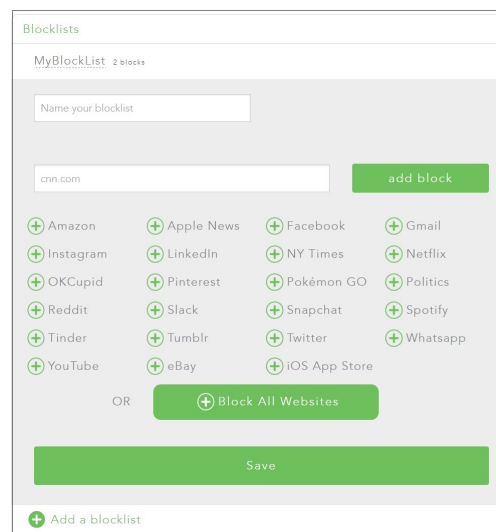 Blocklists
MyBlockList 2 blocks
Name your blocklist
cnn.com add block
Amazon Apple News Facebook Gmail
Instagram LinkedIn NY Times Netflix
OKCupid Pinterest Pokémon GO Politics
Reddit Slack Snapchat Spotify
Tinder Tumblr Twitter Whatsapp
YouTube eBay iOS App Store
OR Block All Websites
Save
Add a blocklist